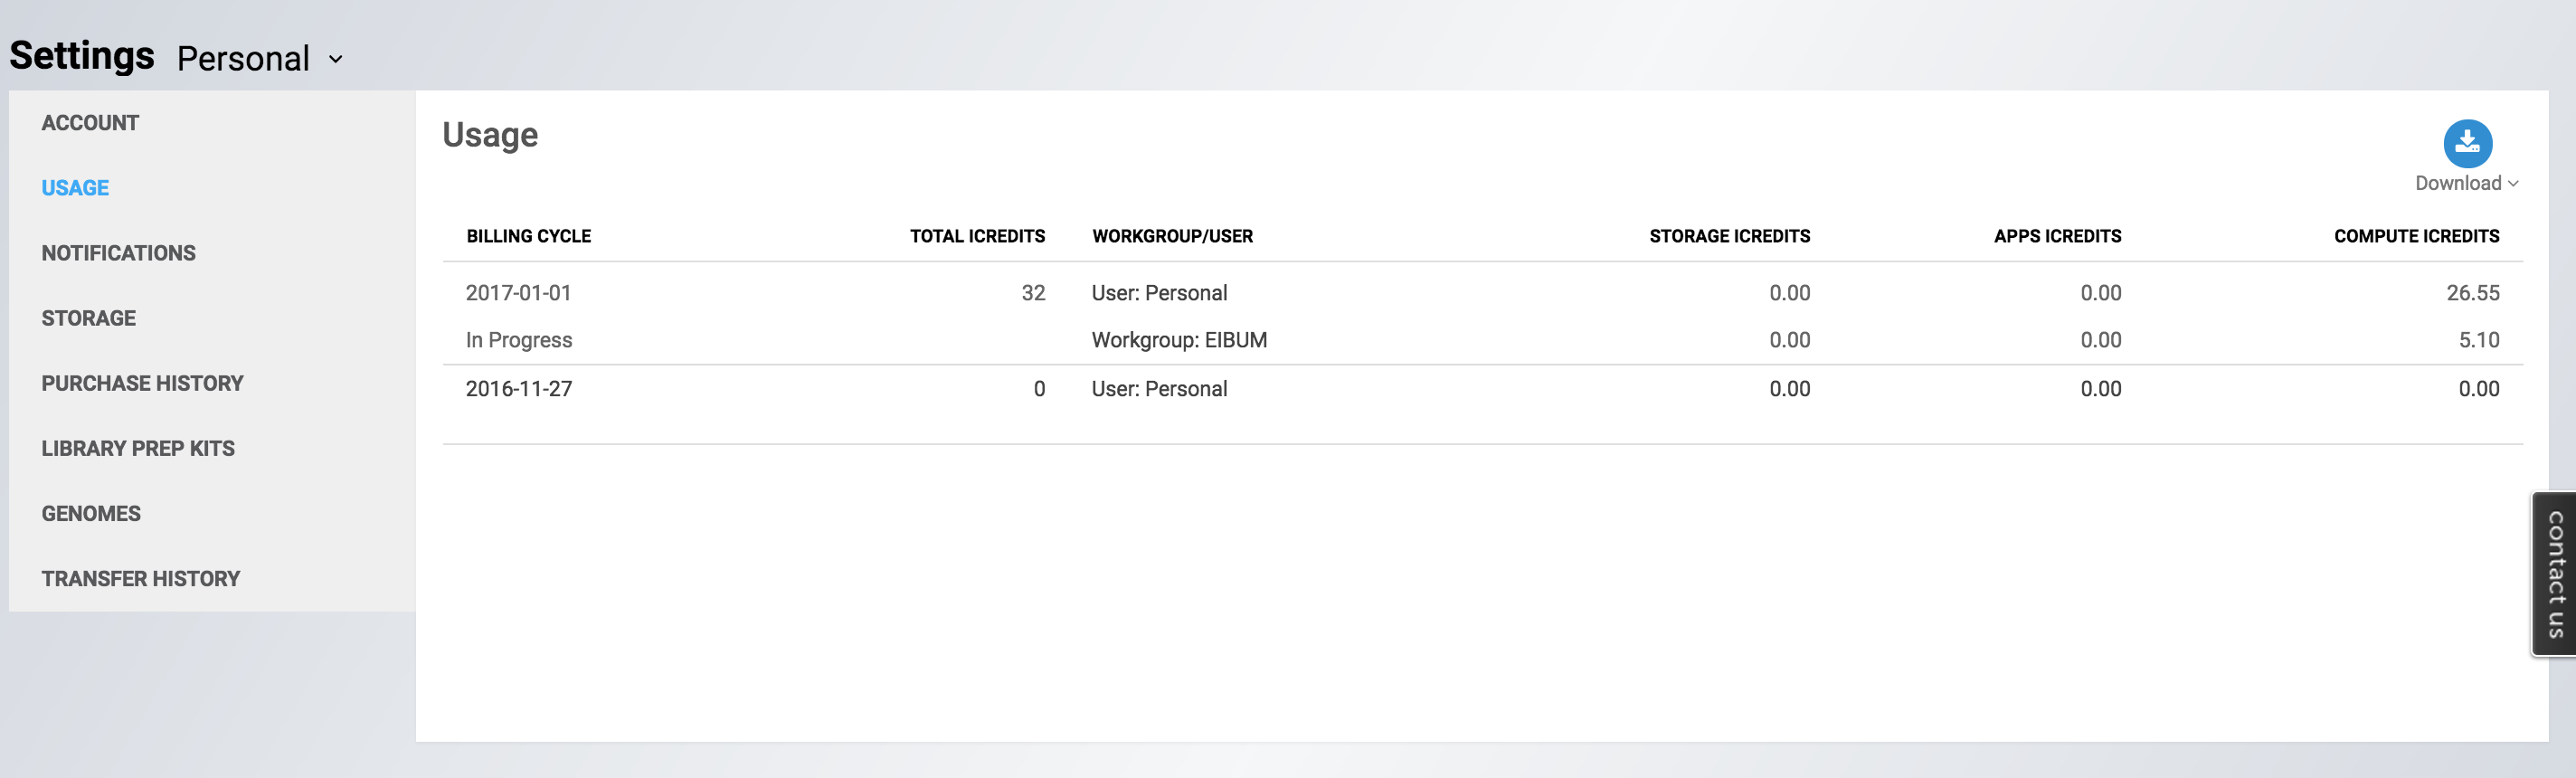 Settings Personal
ACCOUNT
USAGE
NOTIFICATIONS
STORAGE
PURCHASE HISTORY
LIBRARY PREP KITS
GENOMES
TRANSFER HISTORY
Usage
Download
BILLING CYCLE TOTAL ICREDITS WORKGROUP/USER STORAGE ICREDITS APPS ICREDITS COMPUTE ICREDITS
2017-01-01 32 User: Personal 0.00 0.00 26.55
In Progress Workgroup: EIBUM 0.00 0.00 5.10
2016-11-27 0 User: Personal 0.00 0.00 0.00
contact us